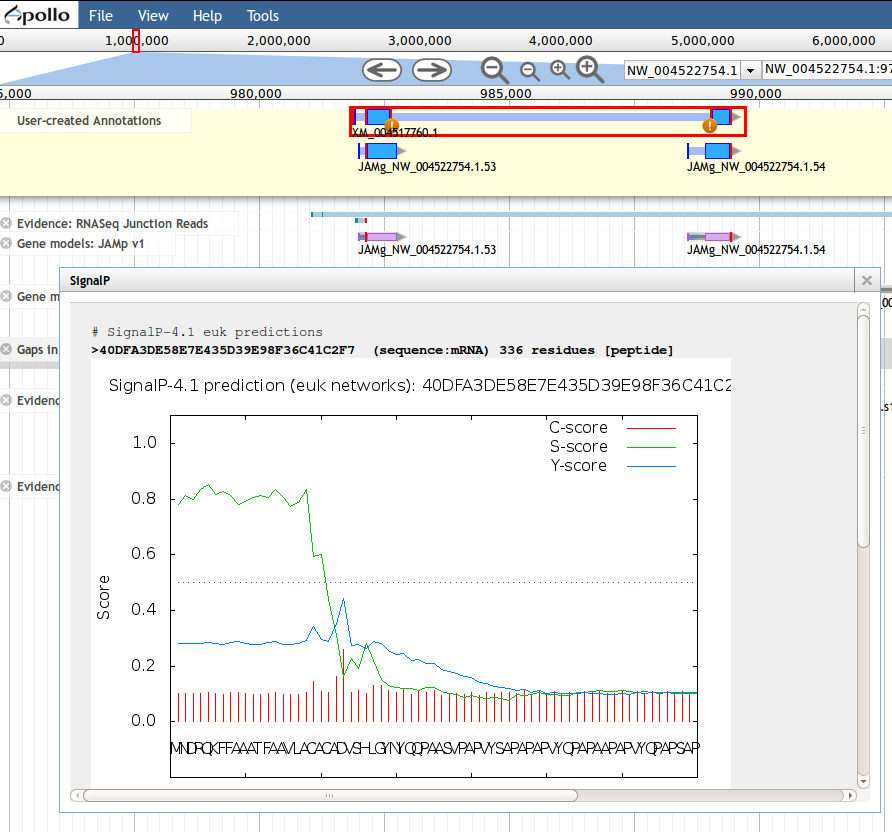 Apollo File View Help Tools
0 1,000,000 2,000,000 3,000,000 4,000,000 5,000,000 6,000,000
NW_004522754.1 NW_004522754.1:97
5,000 980,000 985,000 990,000
User-created Annotations
XM_004517760.1
JAMg_NW_004522754.1.53 JAMg_NW_004522754.1.54
Evidence: RNASeq Junction Reads
Gene models: JAMp v1
JAMg_NW_004522754.1.53 JAMg_NW_004522754.1.54
SignalP
Gene m
# SignalP-4.1 euk predictions
>40DFA3DE58E7E435D39E98F36C41C2F7 (sequence:mRNA) 336 residues [peptide]
Gaps in
SignalP-4.1 prediction (euk networks): 40DFA3DE58E7E435D39E98F36C41C2
Evidenc
Evidenc
C-score
S-score
Y-score
1.0
0.8
0.6
0.4
0.2
0.0
Score
MNDRQKFFAAATFAAVLACACADVSHLGYNYQQPAASVPAPVYSAPAPAPVYQPAPAAPAPVYQPAPSAP